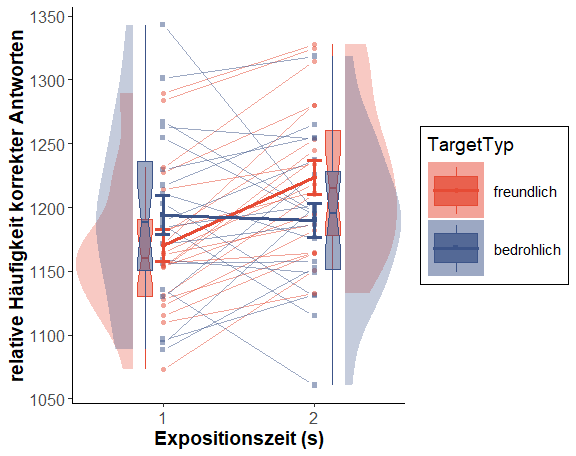 relative Häufigkeit korrekter Antworten
1350
1300
1250
1200
1150
1100
1050
1
2
Expositionszeit (s)
TargetTyp
freundlich
bedrohlich